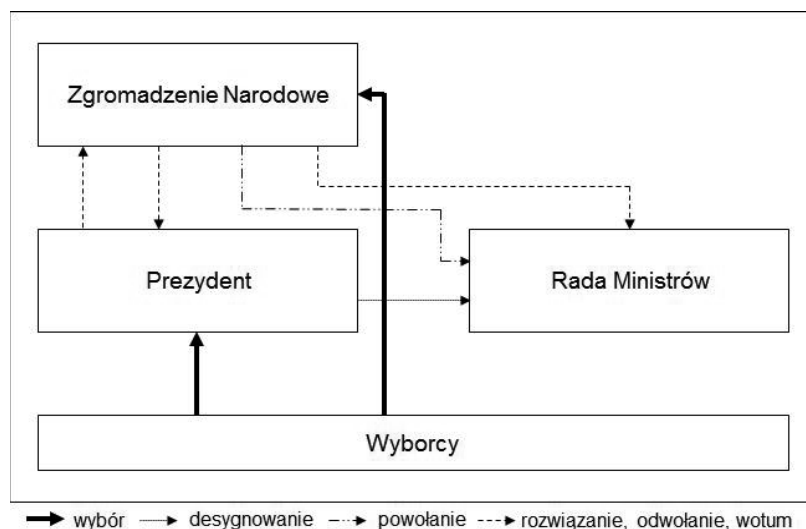 Zgromadzenie Narodowe
Prezydent
Rada Ministrów
Wyborcy
wybór desygnowanie powołanie rozwiązanie, odwołanie, wotum